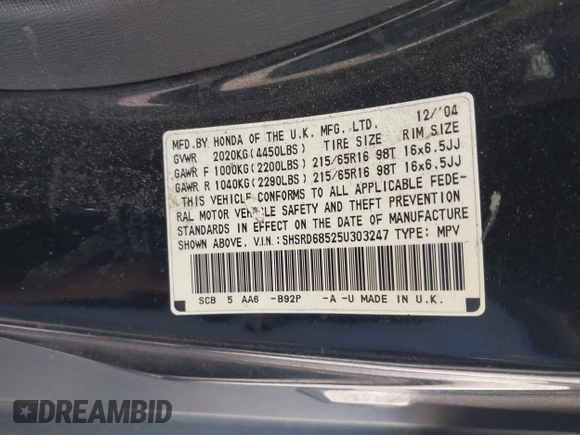 MFD.BY HONDA OF THE U.K. MFG.,LTD. 12/'04
GVWR 2020KG(4450LBS) TIRE SIZE RIM SIZE
GAWR F 1000KG(2200LBS) 215/65R16 98T 16x6.5JJ
GAWR R 1040KG(2290LBS) 215/65R16 98T 16x6.5JJ
THIS VEHICLE CONFORMS TO ALL APPLICABLE FEDE-
RAL MOTOR VEHICLE SAFETY AND THEFT PREVENTION
STANDARDS IN EFFECT ON THE DATE OF MANUFACTURE
SHOWN ABOVE. V.I.N.:SHSRD68525U303247 TYPE: MPV
SCB 5 AA6 -B92P -A -U MADE IN U.K.
DREAMBID